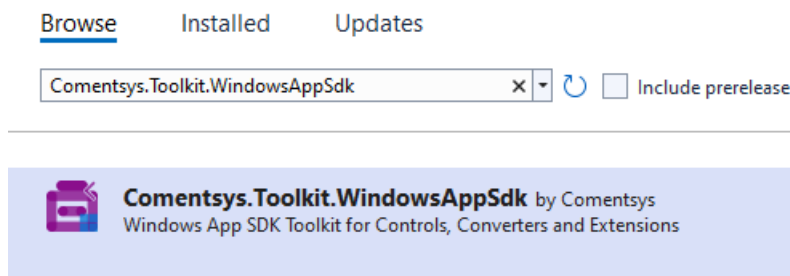 Browse Installed Updates
Comentsys.Toolkit.WindowsAppSdk Include prerelease
Comentsys.Toolkit.WindowsAppSdk by Comentsys
Windows App SDK Toolkit for Controls, Converters and Extensions